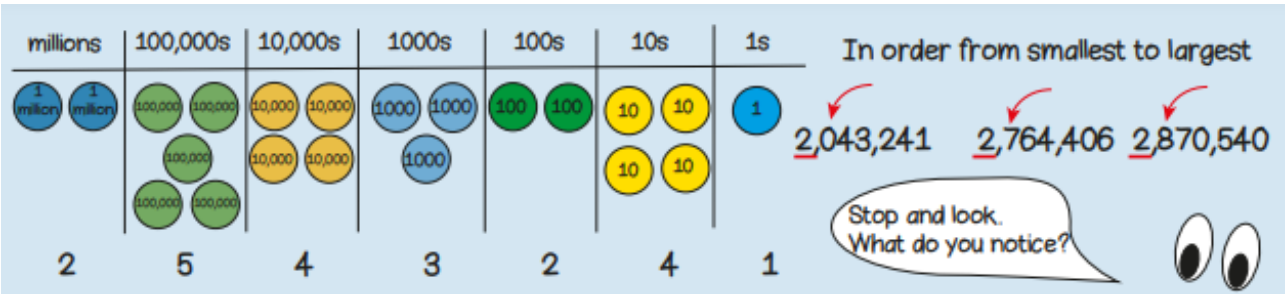 millions 100,000s 10,000s 1000s 100s 10s 1s
1 million 1 million
100,000 100,000
100,000
100,000 100,000
10,000 10,000
10,000 10,000
1000 1000
1000
100 100
10 10
10 10
1
2 5 4 3 2 4 1
In order from smallest to largest
2,043,241 2,764,406 2,870,540
Stop and look.
What do you notice?